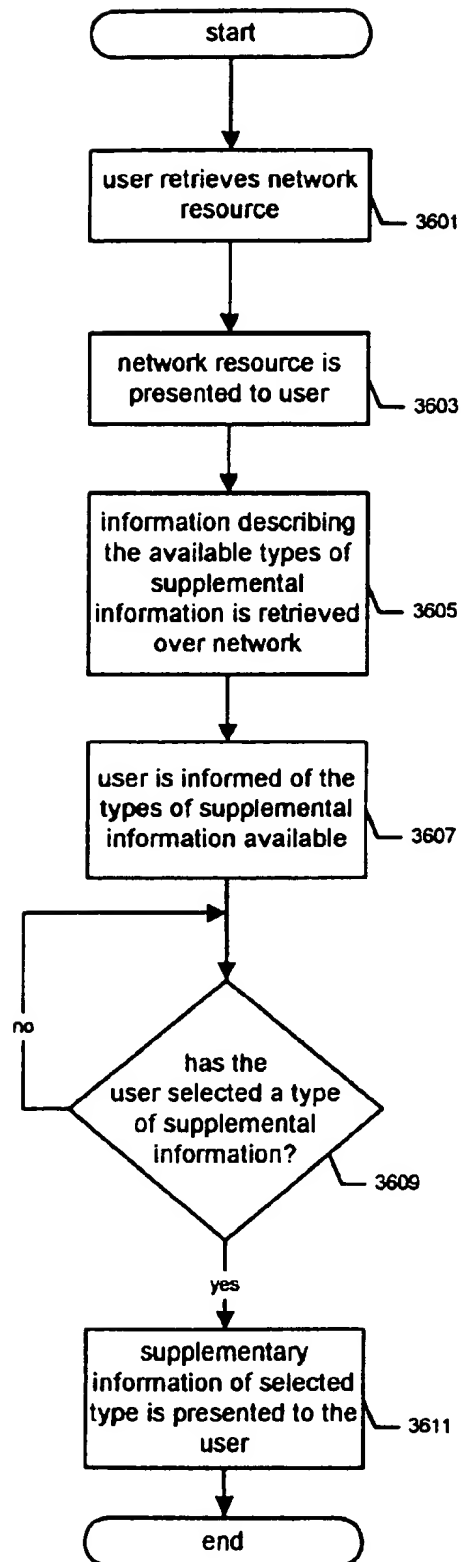 start
user retrieves network
resource
3601
network resource is
presented to user
3603
information describing
the available types of
supplemental
information is retrieved
over network
3605
user is informed of the
types of supplemental
information available
3607
no
has the
user selected a type
of supplemental
information?
3609
yes
supplementary
information of selected
type is presented to the
user
3611
end